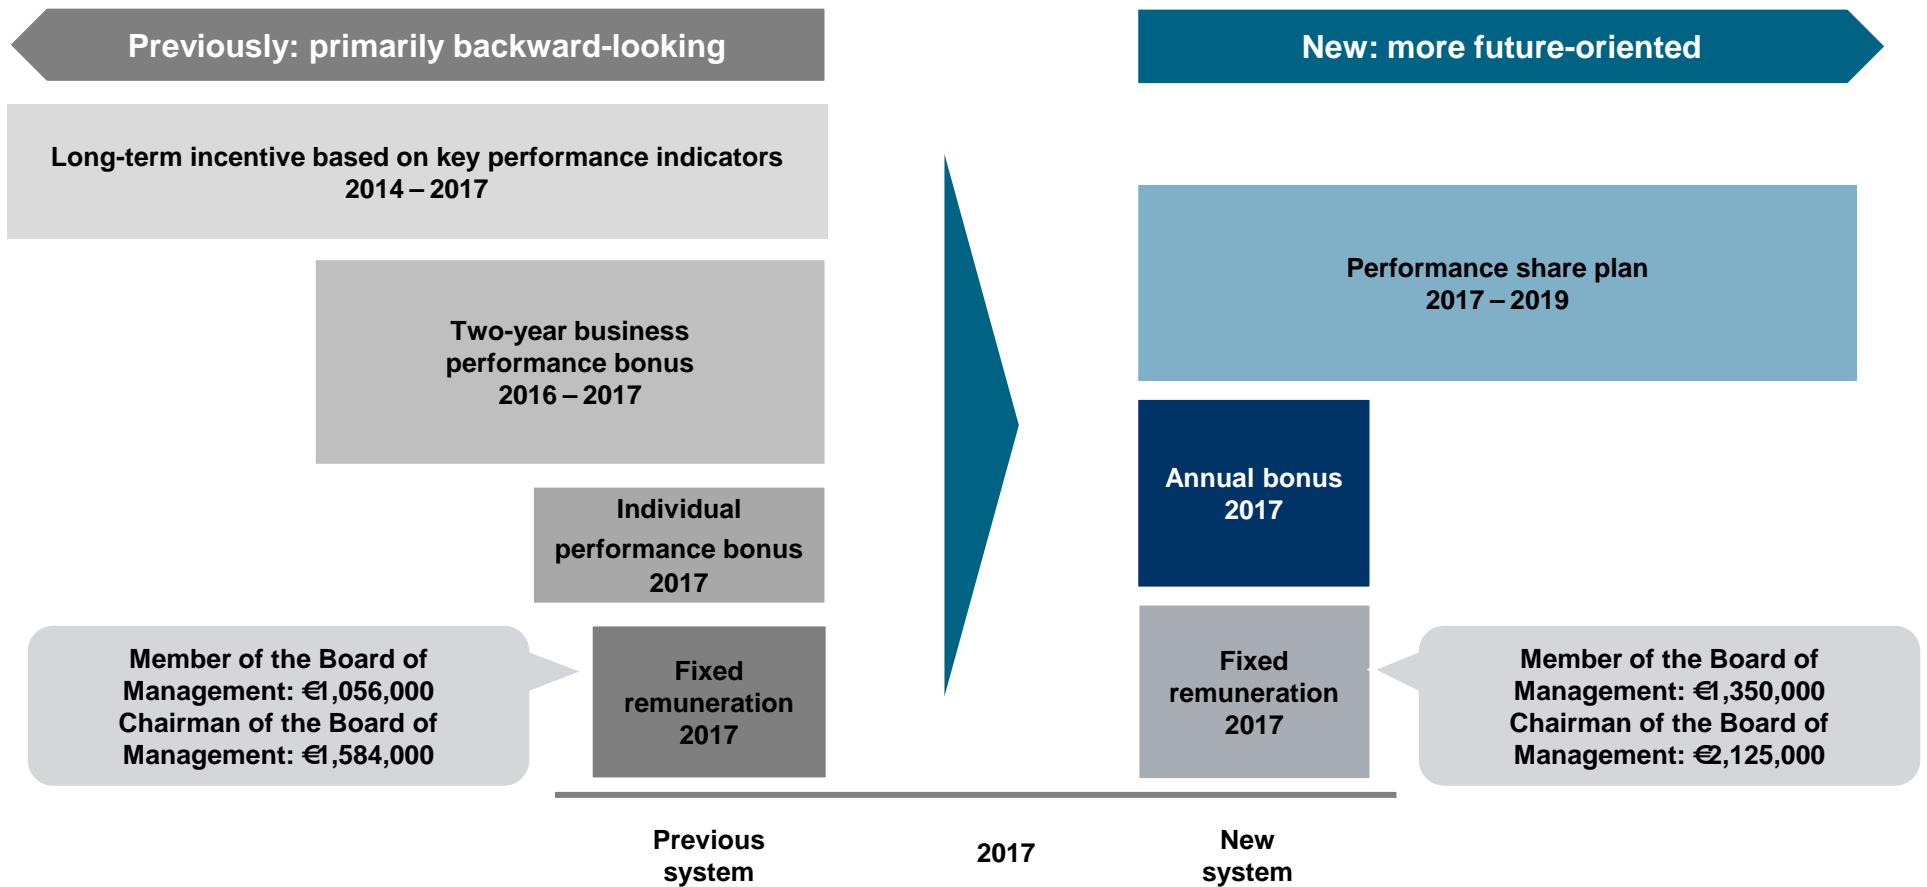 Previously: primarily backward-looking
Long-term incentive based on key performance indicators
2014 – 2017
Two-year business
performance bonus
2016 – 2017
Individual
performance bonus
2017
Fixed
remuneration
2017
Member of the Board of
Management: €1,056,000
Chairman of the Board of
Management: €1,584,000
New: more future-oriented
Performance share plan
2017 – 2019
Annual bonus
2017
Fixed
remuneration
2017
Member of the Board of
Management: €1,350,000
Chairman of the Board of
Management: €2,125,000
Previous
system
2017
New
system